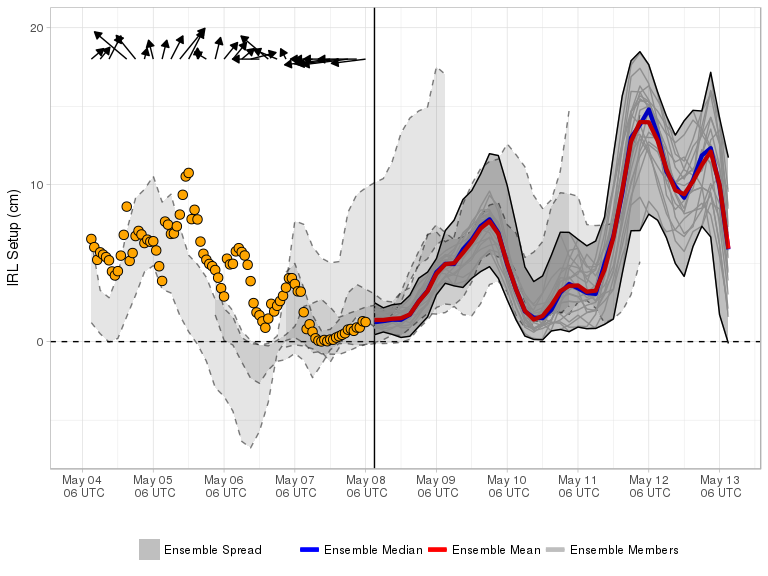 20
10
0
IRL Setup (cm)
May 04 May 05 May 06 May 07 May 08 May 09 May 10 May 11 May 12 May 13
06 UTC 06 UTC 06 UTC 06 UTC 06 UTC 06 UTC 06 UTC 06 UTC 06 UTC 06 UTC
Ensemble Spread Ensemble Median Ensemble Mean Ensemble Members